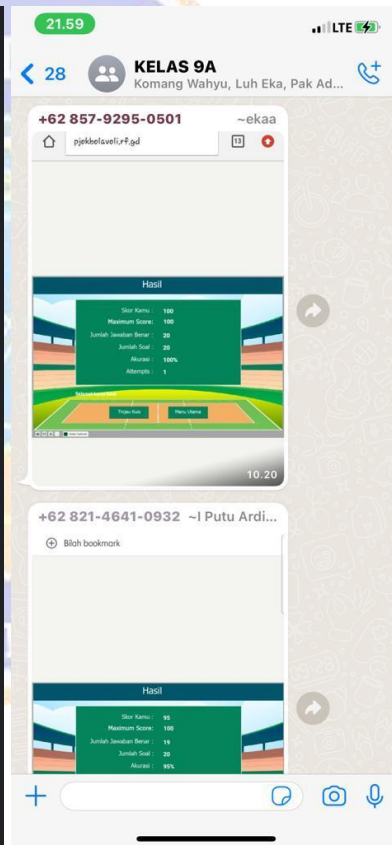 21.59
LTE
28
KELAS 9A
Komang Wahyu, Luh Eka, Pak Ad...
+62 857-9295-0501 ~ekaa
pjokbolavoli.rf.gd
13
Hasil
Skor Kamu : 100
Maximum Score: 100
Jumlah Jawaban Benar : 20
Jumlah Soal : 20
Akurasi : 100%
Attempts : 1
Tinjau Kuis
Menu Utama
10.20
+62 821-4641-0932 ~I Putu Ardi...
Bilah bookmark
Hasil
Skor Kamu : 95
Maximum Score: 100
Jumlah Jawaban Benar : 19
Jumlah Soal : 20
Akurasi : 95%